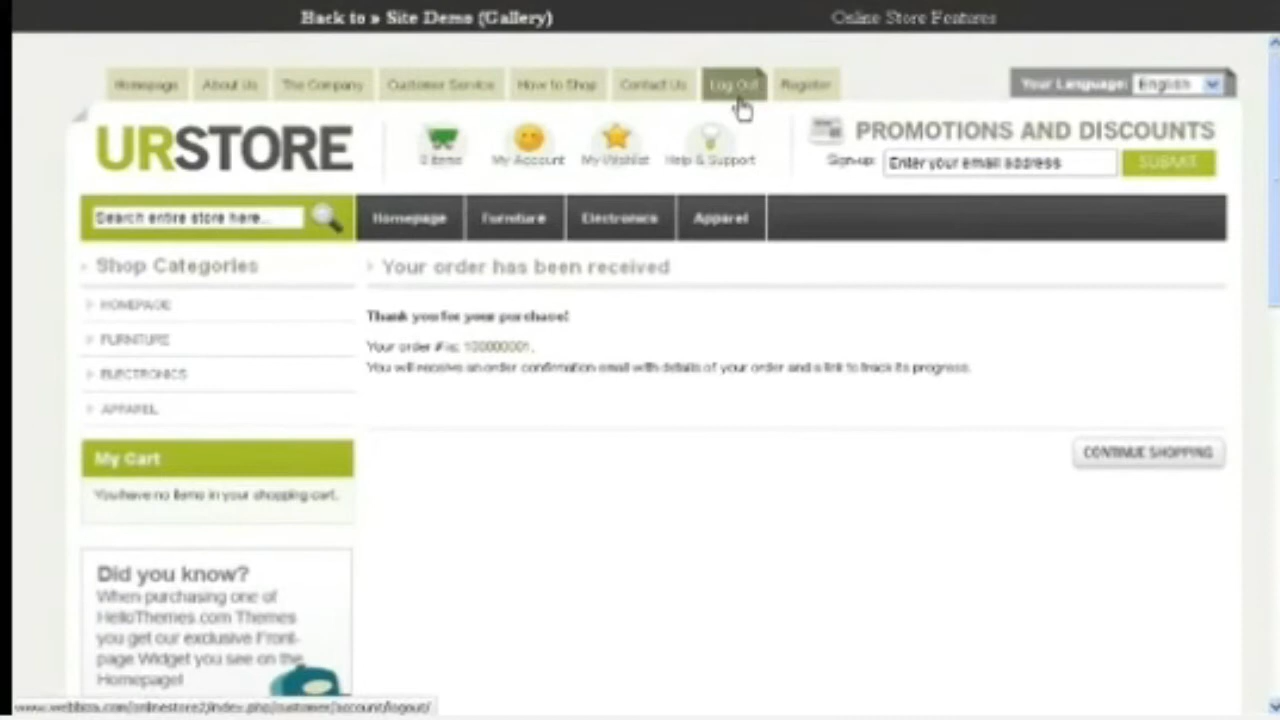 Back to » Site Demo (Gallery)
Online Store Features
Homepage
About Us
The Company
Customer Service
How to Shop
Contact Us
Log Out
Register
Your Language:
English
URSTORE
0 items
My Account
My Wishlist
Help & Support
PROMOTIONS AND DISCOUNTS
Sign-up:
Enter your email address
SUBMIT
Search entire store here...
Homepage
Furniture
Electronics
Apparel
Shop Categories
HOMEPAGE
FURNITURE
ELECTRONICS
APPAREL
Your order has been received
Thank you for your purchase!
Your order # is: 100000001.
You will receive an order confirmation email with details of your order and a link to track its progress.
CONTINUE SHOPPING
My Cart
You have no items in your shopping cart.
Did you know?
When purchasing one of
HelloThemes.com Themes
you get our exclusive Front-
page Widget you see on the
Homepage!